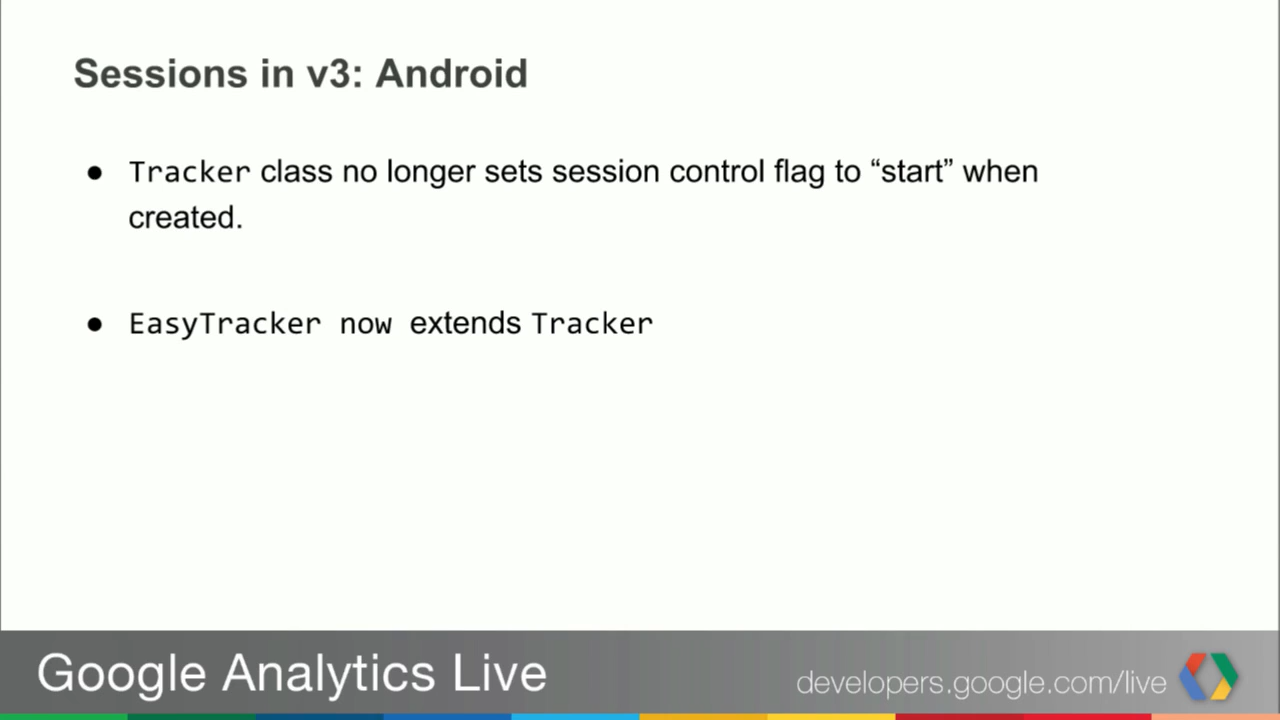 Sessions in v3: Android
● Tracker class no longer sets session control flag to “start” when
created.
● EasyTracker now extends Tracker
Google Analytics Live
developers.google.com/live